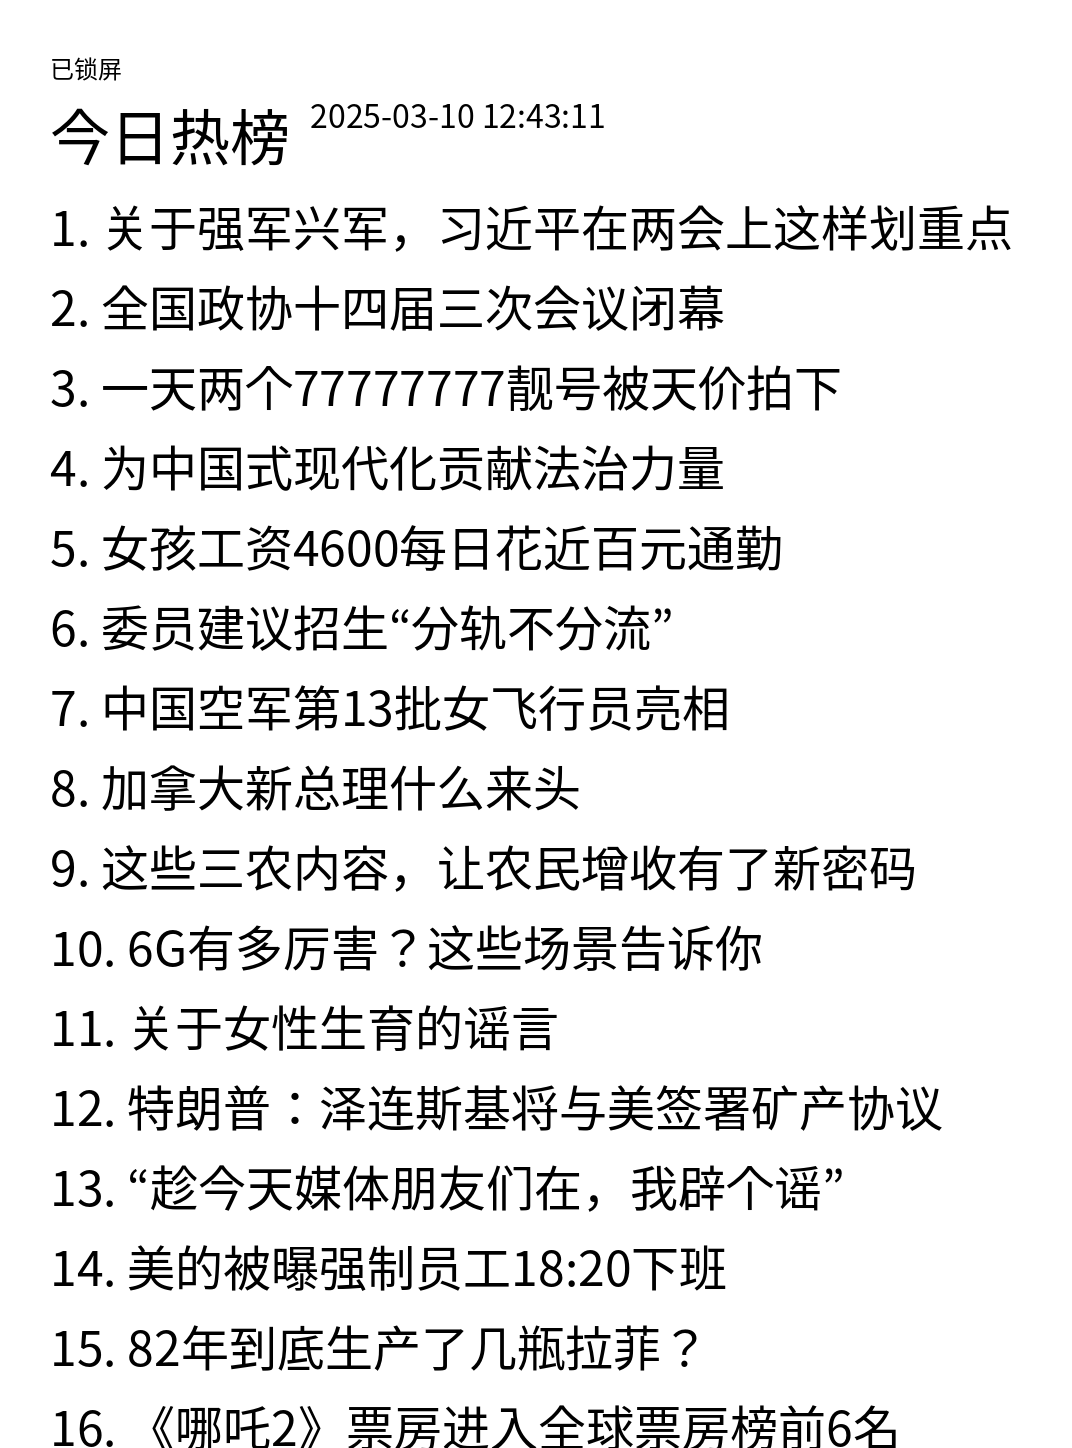 已锁屏
今日热榜 2025-03-10 12:43:11
1. 关于强军兴军，习近平在两会上这样划重点
2. 全国政协十四届三次会议闭幕
3. 一天两个77777777靓号被天价拍下
4. 为中国式现代化贡献法治力量
5. 女孩工资4600每日花近百元通勤
6. 委员建议招生“分轨不分流”
7. 中国空军第13批女飞行员亮相
8. 加拿大新总理什么来头
9. 这些三农内容，让农民增收有了新密码
10. 6G有多厉害？这些场景告诉你
11. 关于女性生育的谣言
12. 特朗普：泽连斯基将与美签署矿产协议
13. “趁今天媒体朋友们在，我辟个谣”
14. 美的被曝强制员工18:20下班
15. 82年到底生产了几瓶拉菲？
16. 《哪吒2》票房进入全球票房榜前6名